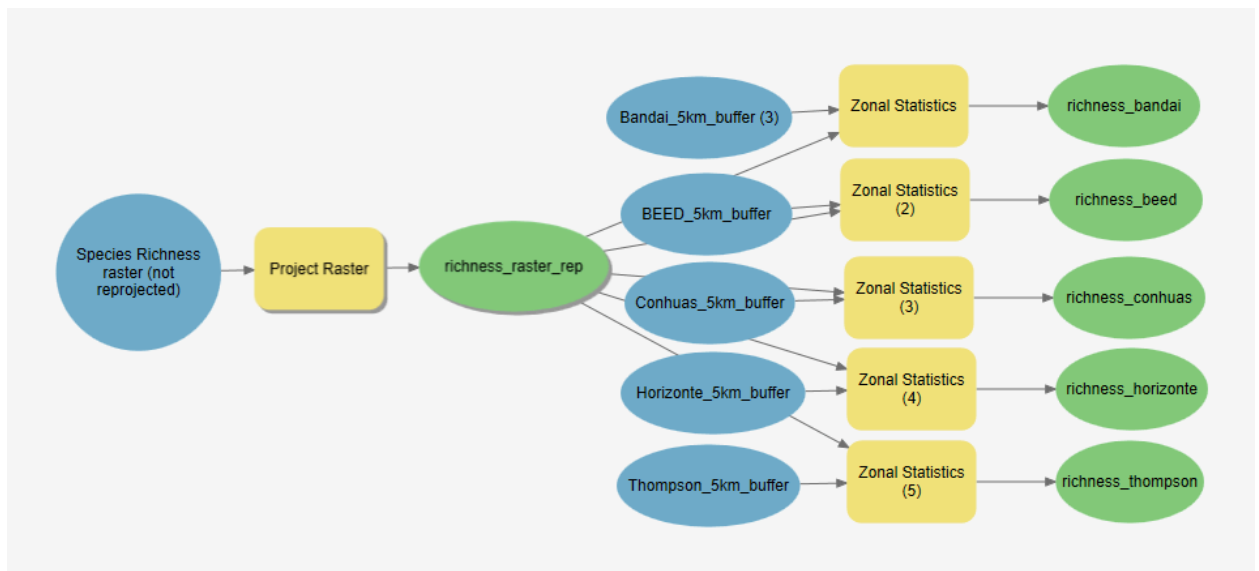 Species Richness
raster (not
reprojected)
Project Raster
richness_raster_rep
Bandai_5km_buffer (3)
Zonal Statistics
richness_bandai
BEED_5km_buffer
Zonal Statistics
(2)
richness_beed
Conhuas_5km_buffer
Zonal Statistics
(3)
richness_conhuas
Horizonte_5km_buffer
Zonal Statistics
(4)
richness_horizonte
Thompson_5km_buffer
Zonal Statistics
(5)
richness_thompson